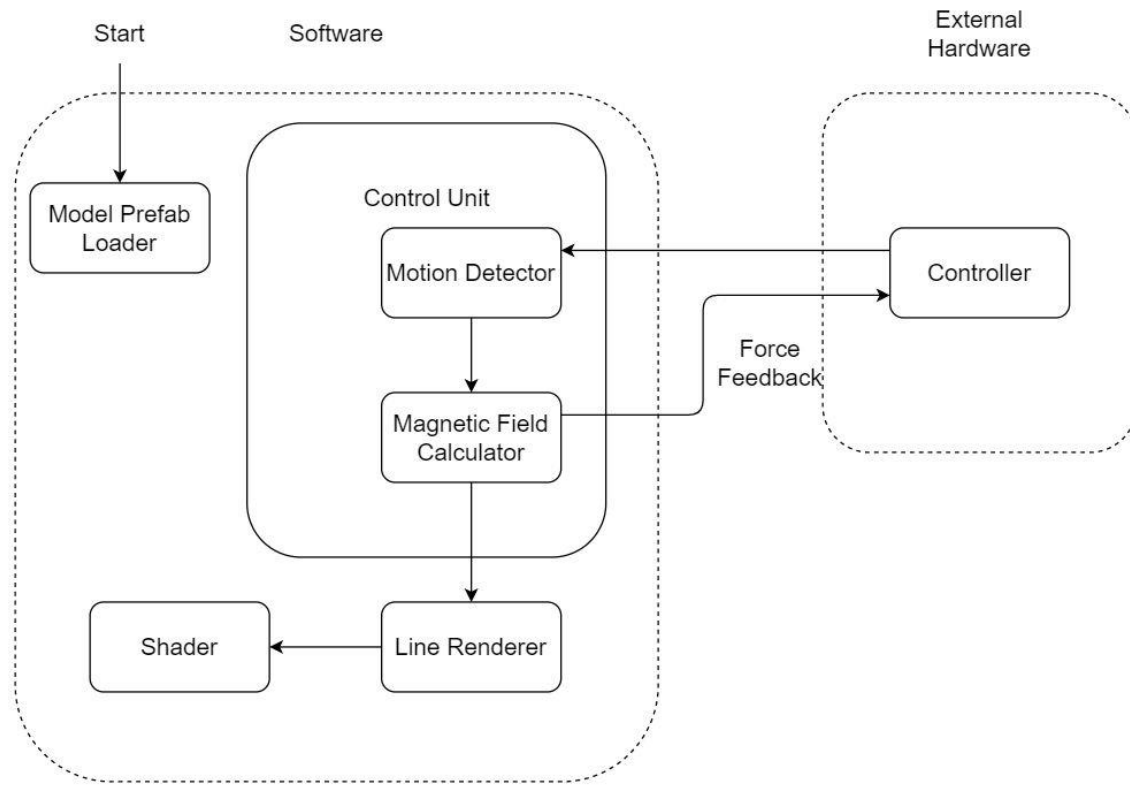 Start
Software
External
Hardware
Model Prefab
Loader
Control Unit
Motion Detector
Controller
Force
Feedback
Magnetic Field
Calculator
Shader
Line Renderer